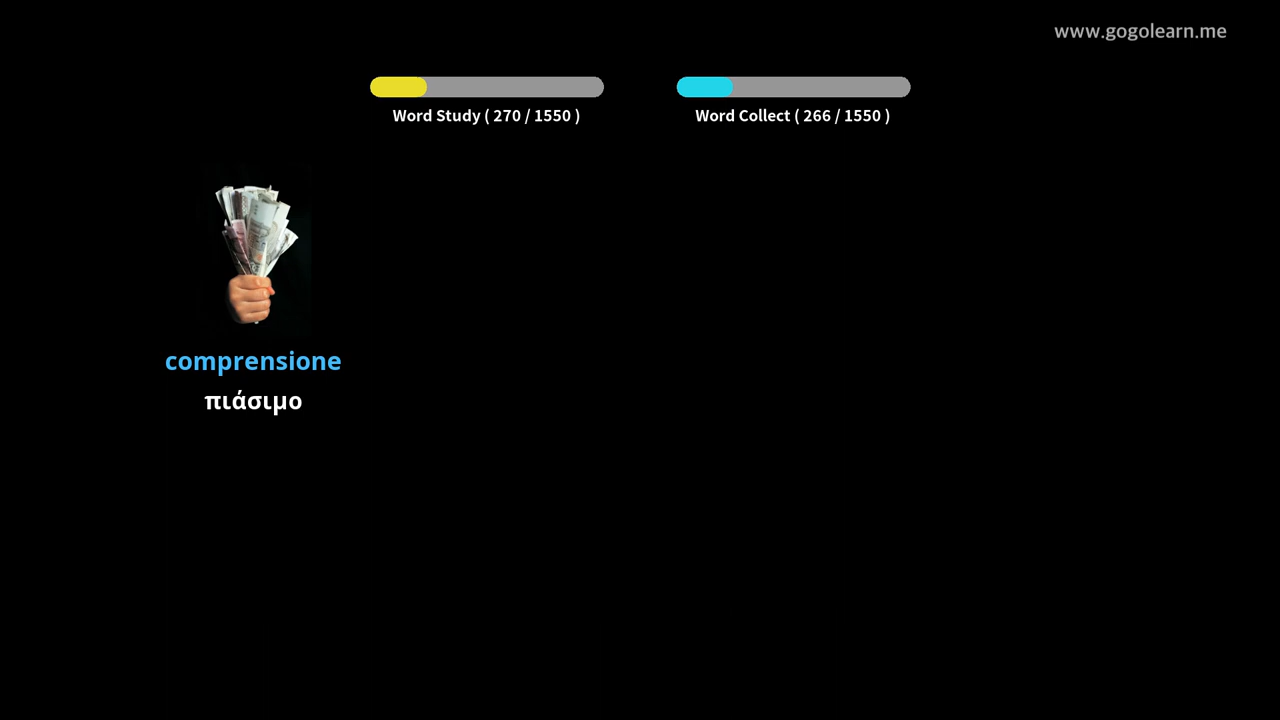 www.gogolearn.me
Word Study ( 270 / 1550 )
Word Collect ( 266 / 1550 )
comprensione
πιάσιμο